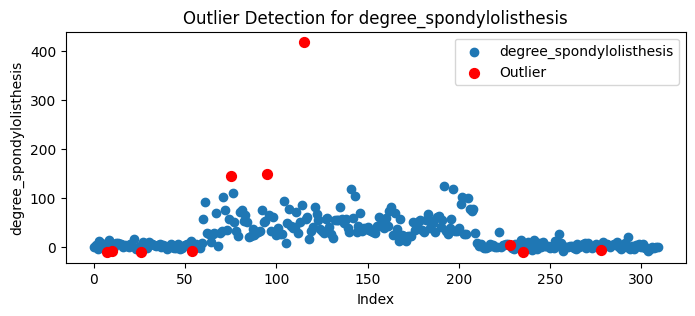 Outlier Detection for degree_spondylolisthesis
degree_spondylolisthesis
Outlier
400
300
200
100
0
degree_spondylolisthesis
0
50
100
150
200
250
300
Index